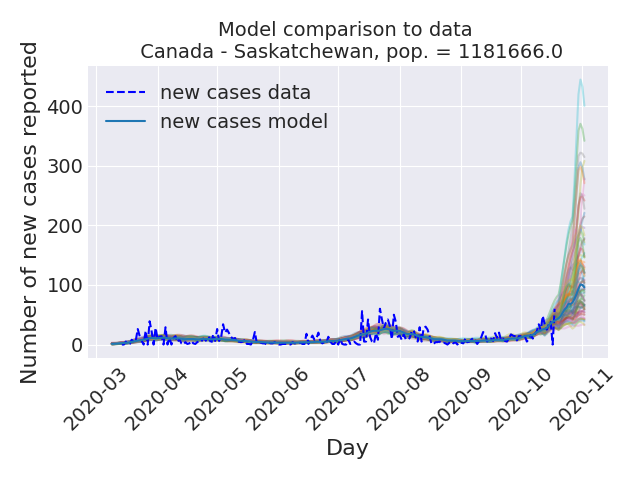 Model comparison to data
Canada - Saskatchewan, pop. = 1181666.0
Number of new cases reported
new cases data
new cases model
400
300
200
100
0
2020-03
2020-04
2020-05
2020-06
2020-07
2020-08
2020-09
2020-10
2020-11
Day